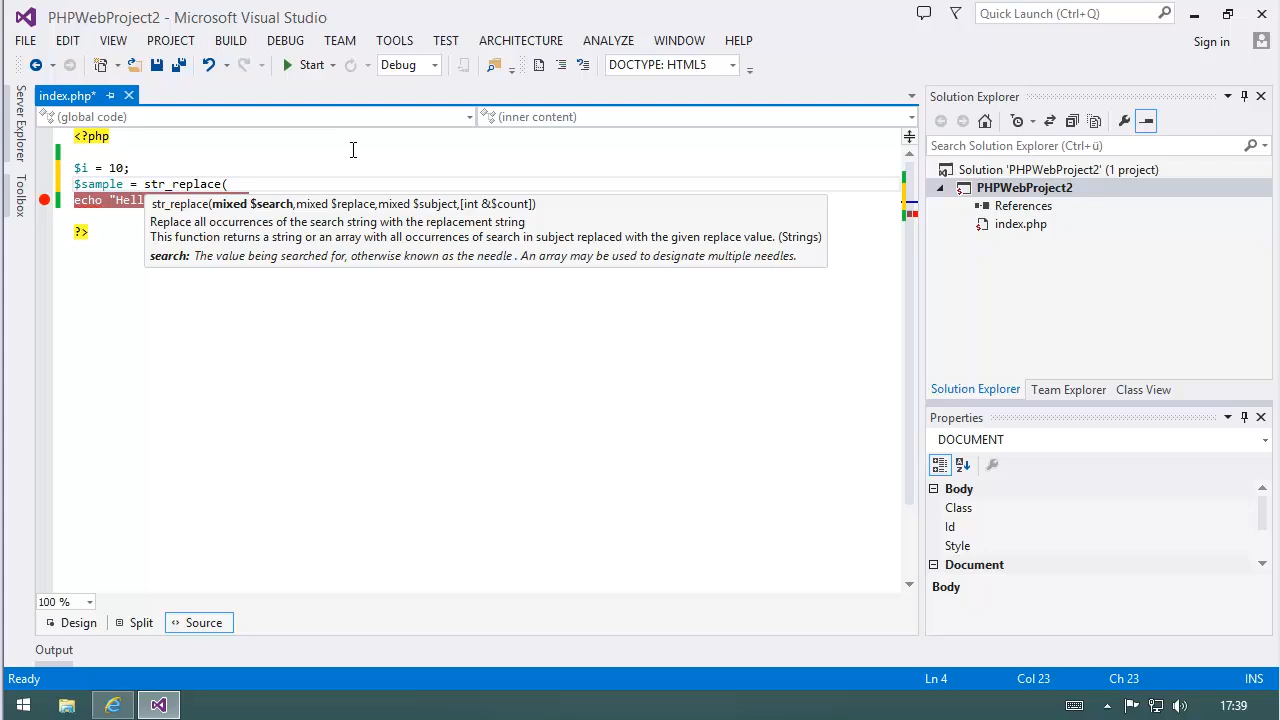 PHPWebProject2 - Microsoft Visual Studio
Quick Launch (Ctrl+Q)
FILE EDIT VIEW PROJECT BUILD DEBUG TEAM TOOLS TEST ARCHITECTURE ANALYZE WINDOW HELP
Sign in
Start Debug DOCTYPE: HTML5
Server Explorer
Toolbox
index.php*
(global code) (inner content)
<?php
$i = 10;
$sample = str_replace(
echo "Hell
?>
str_replace(mixed $search,mixed $replace,mixed $subject,[int &$count])
Replace all occurrences of the search string with the replacement string
This function returns a string or an array with all occurrences of search in subject replaced with the given replace value. (Strings)
search: The value being searched for, otherwise known as the needle . An array may be used to designate multiple needles.
100 %
Design Split Source
Output
Solution Explorer
Search Solution Explorer (Ctrl+ü)
Solution 'PHPWebProject2' (1 project)
PHPWebProject2
References
index.php
Solution Explorer Team Explorer Class View
Properties
DOCUMENT
Body
Class
Id
Style
Document
Body
Ready Ln 4 Col 23 Ch 23 INS
17:39